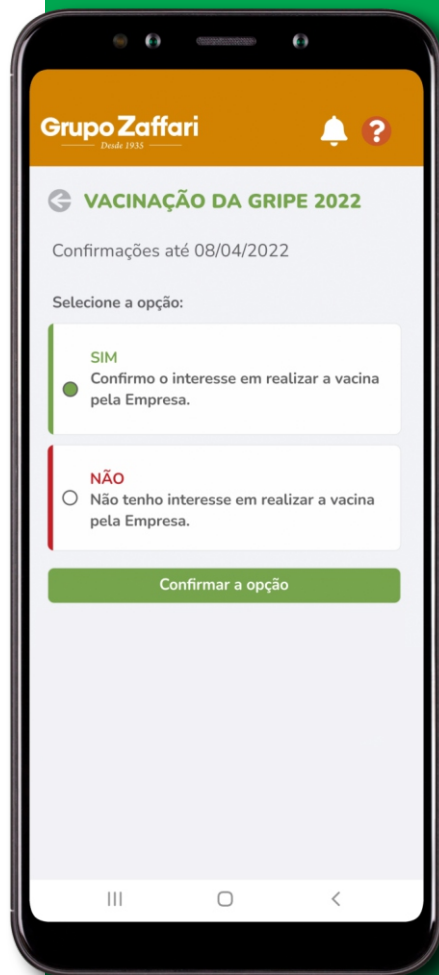 Grupo Zaffari
Desde 1935
?
VACINAÇÃO DA GRIPE 2022
Confirmações até 08/04/2022
Selecione a opção:
SIM
Confirmo o interesse em realizar a vacina
pela Empresa.
NÃO
Não tenho interesse em realizar a vacina
pela Empresa.
Confirmar a opção